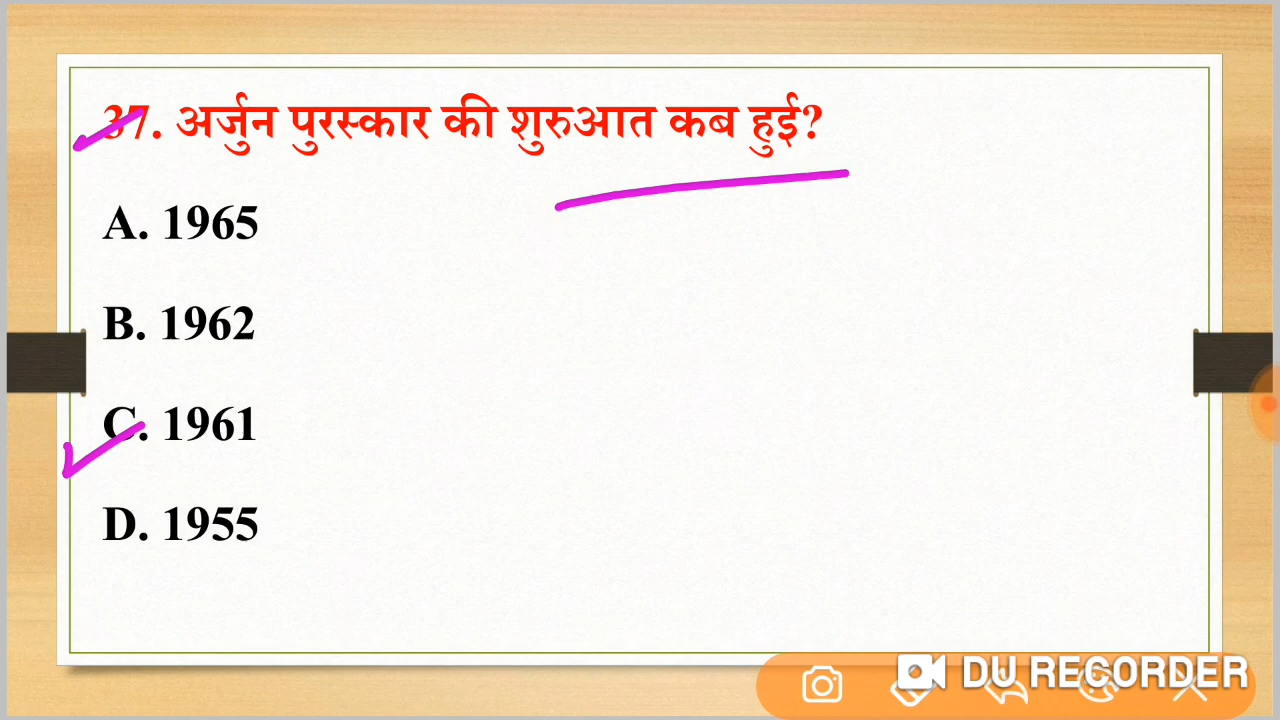 37. अर्जुन पुरस्कार की शुरुआत कब हुई?
A. 1965
B. 1962
C. 1961
D. 1955
DU RECORDER